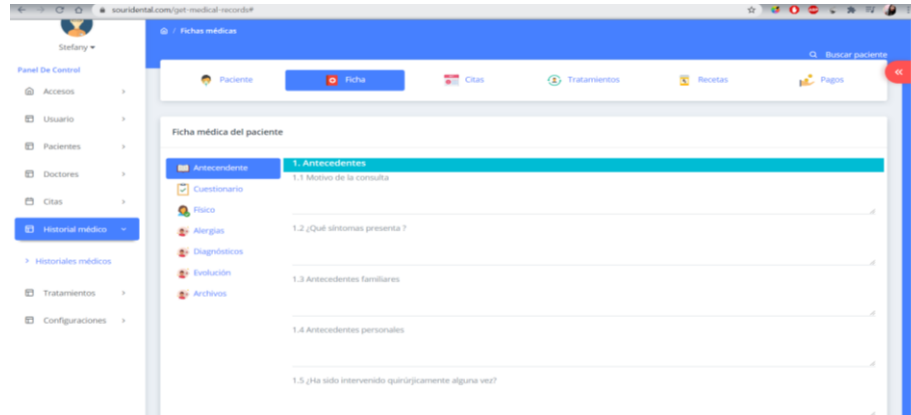 souridental.com/get-medical-records#
Stefany
/ Fichas médicas
Buscar paciente
Panel De Control
Accesos
Usuario
Pacientes
Doctores
Citas
Historial médico
Historiales médicos
Tratamientos
Configuraciones
Paciente
Ficha
Citas
Tratamientos
Recetas
Pagos
Ficha médica del paciente
Antecendente
Cuestionario
Físico
Alergias
Diagnósticos
Evolución
Archivos
1. Antecedentes
1.1 Motivo de la consulta
1.2 ¿Qué síntomas presenta ?
1.3 Antecedentes familiares
1.4 Antecedentes personales
1.5 ¿Ha sido intervenido quirúrjicamente alguna vez?